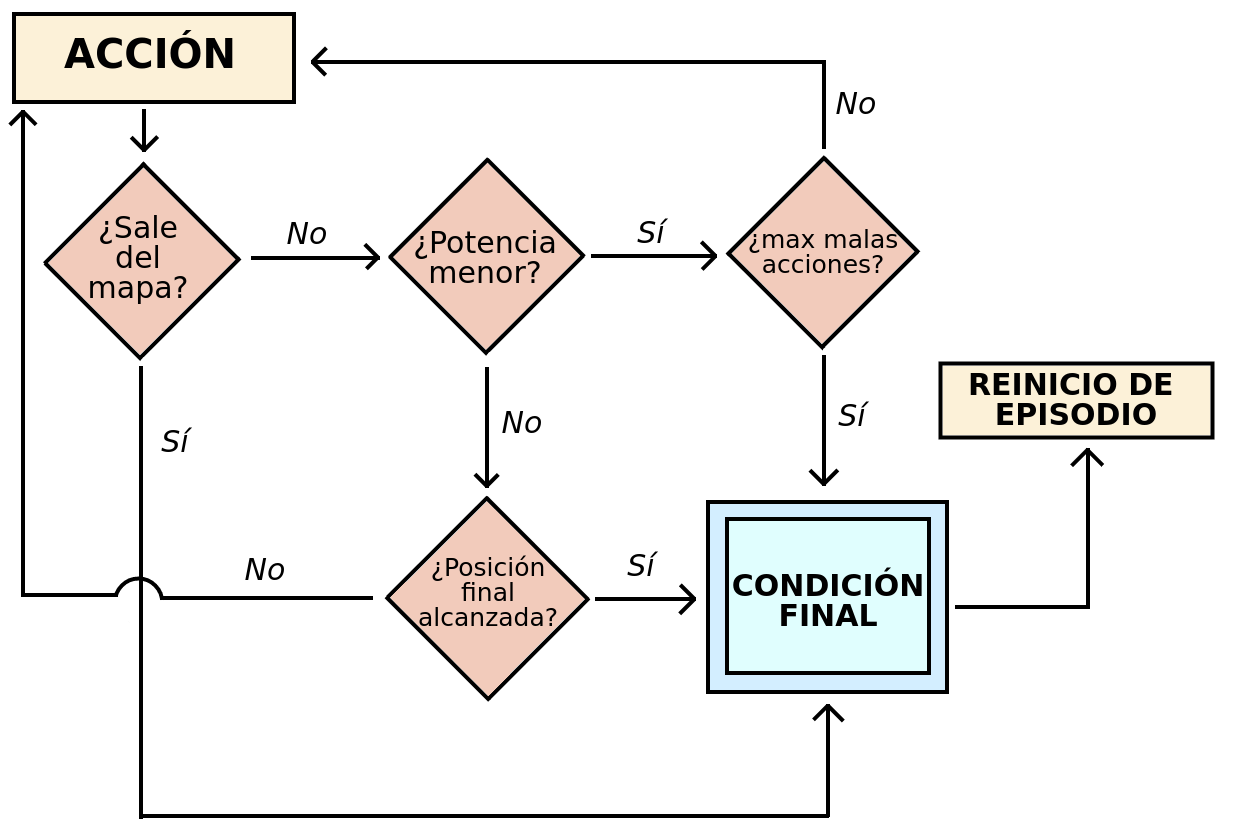 ACCIÓN
No
¿Sale
del
mapa?
No
¿Potencia
menor?
Sí
¿max malas
acciones?
Sí
No
Sí
REINICIO DE
EPISODIO
No
¿Posición
final
alcanzada?
Sí
CONDICIÓN
FINAL